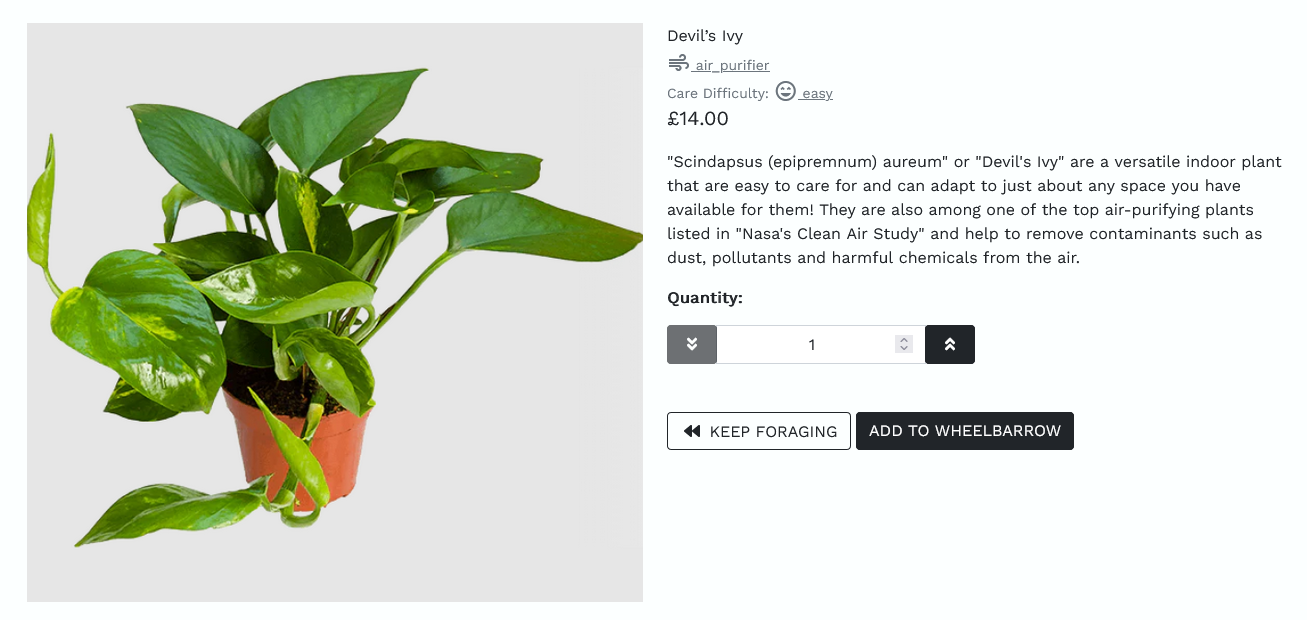 Devil’s Ivy
air_purifier
Care Difficulty: easy
£14.00
"Scindapsus (epipremnum) aureum" or "Devil's Ivy" are a versatile indoor plant
that are easy to care for and can adapt to just about any space you have
available for them! They are also among one of the top air-purifying plants
listed in "Nasa's Clean Air Study" and help to remove contaminants such as
dust, pollutants and harmful chemicals from the air.
Quantity:
1
KEEP FORAGING ADD TO WHEELBARROW